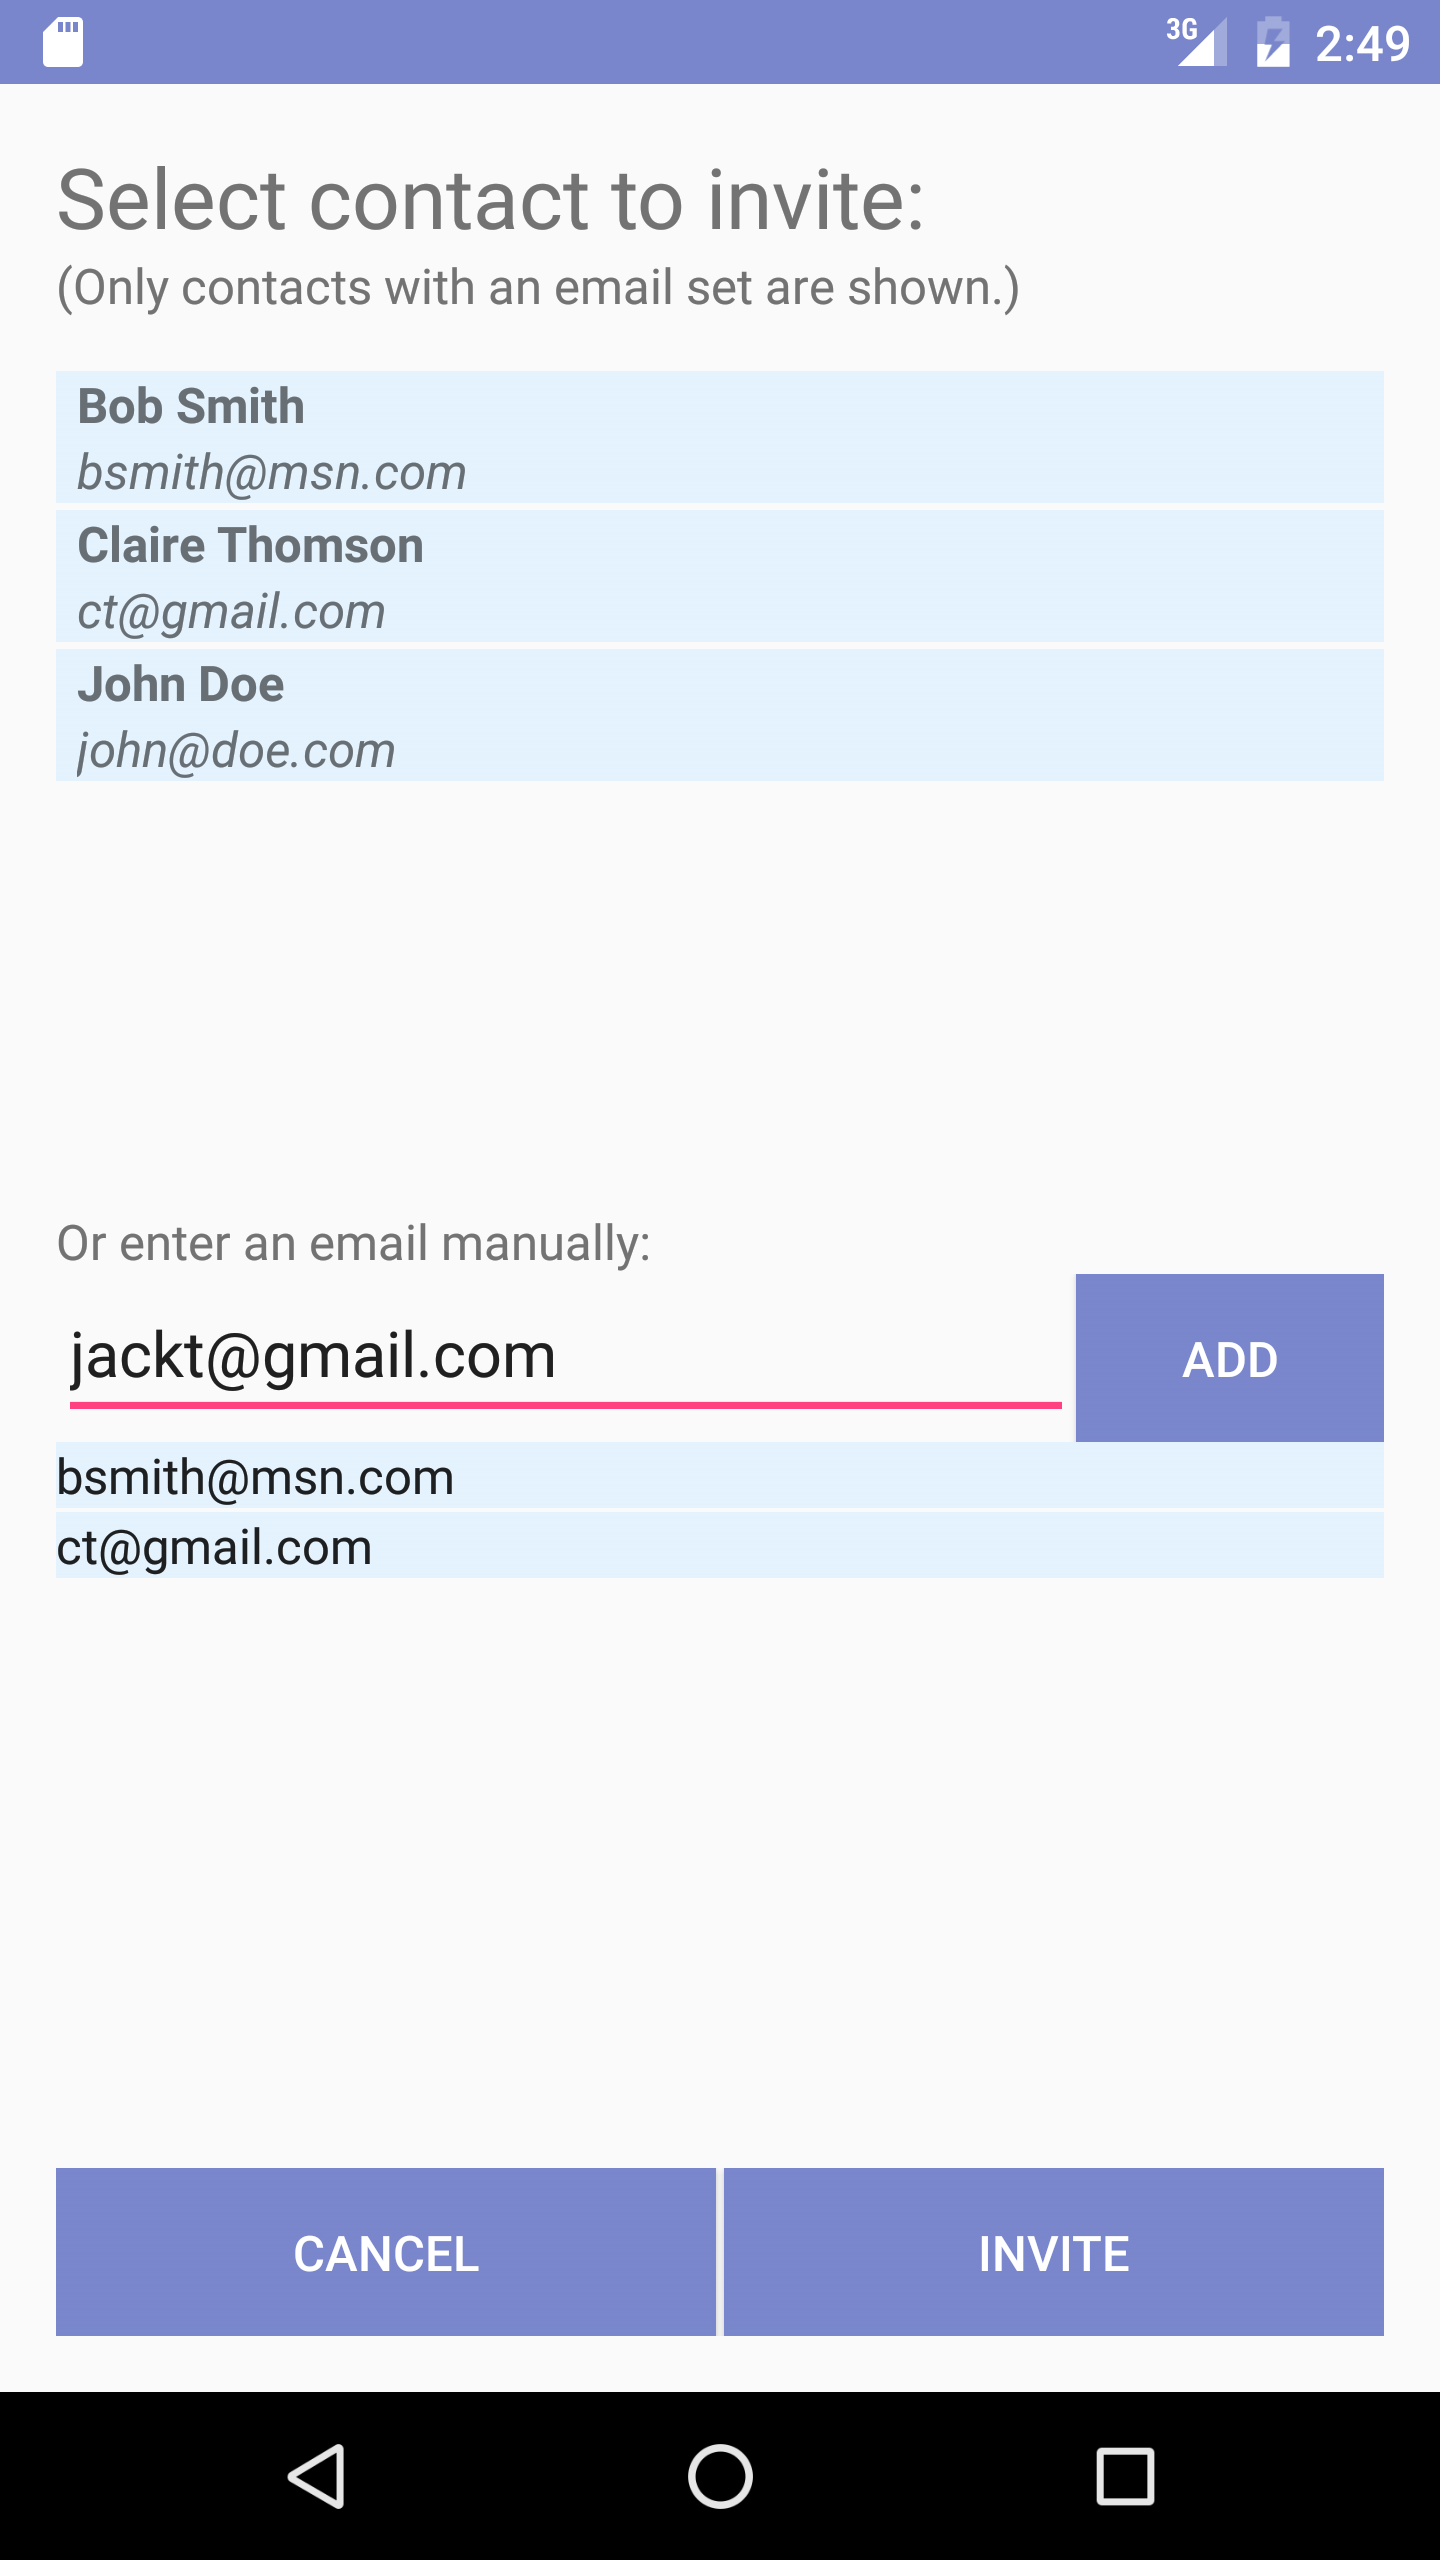 3G 2:49
Select contact to invite:
(Only contacts with an email set are shown.)
Bob Smith
bsmith@msn.com
Claire Thomson
ct@gmail.com
John Doe
john@doe.com
Or enter an email manually:
jackt@gmail.com
ADD
bsmith@msn.com
ct@gmail.com
CANCEL INVITE